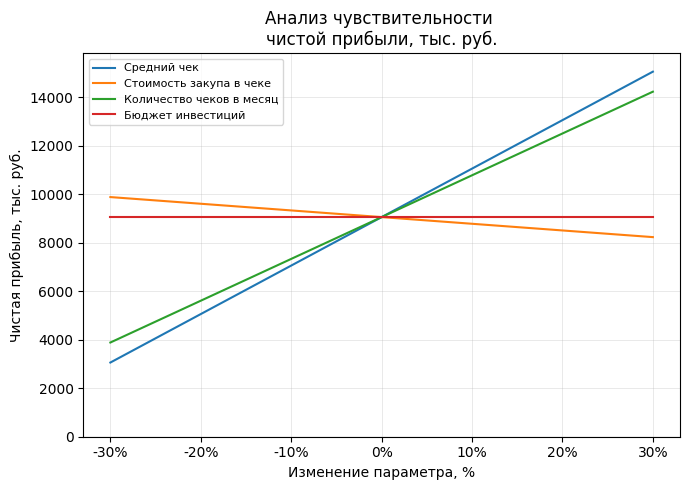 Анализ чувствительности
чистой прибыли, тыс. руб.
Средний чек
Стоимость закупа в чеке
Количество чеков в месяц
Бюджет инвестиций
Чистая прибыль, тыс. руб.
14000
12000
10000
8000
6000
4000
2000
0
-30%
-20%
-10%
0%
10%
20%
30%
Изменение параметра, %